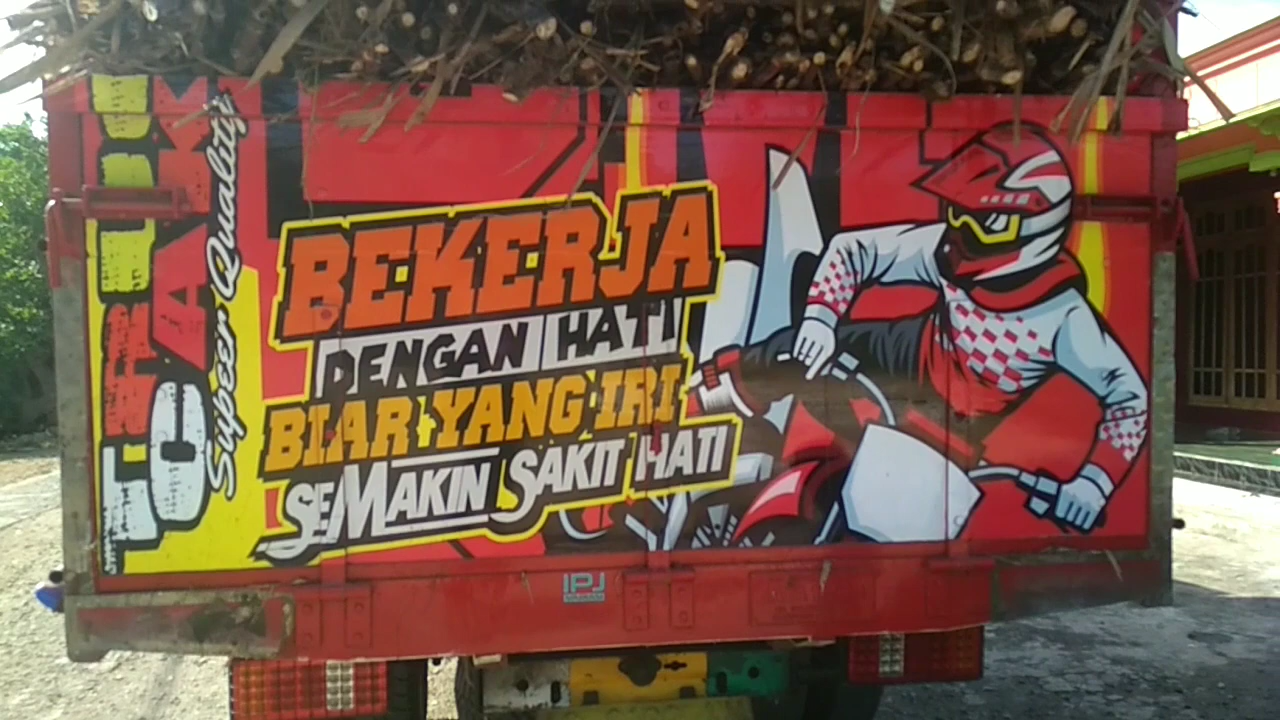 BEKERJA
DENGAN HATI
BIAR YANG IRI
SEMAKIN SAKIT HATI
Super Quality
IPJ